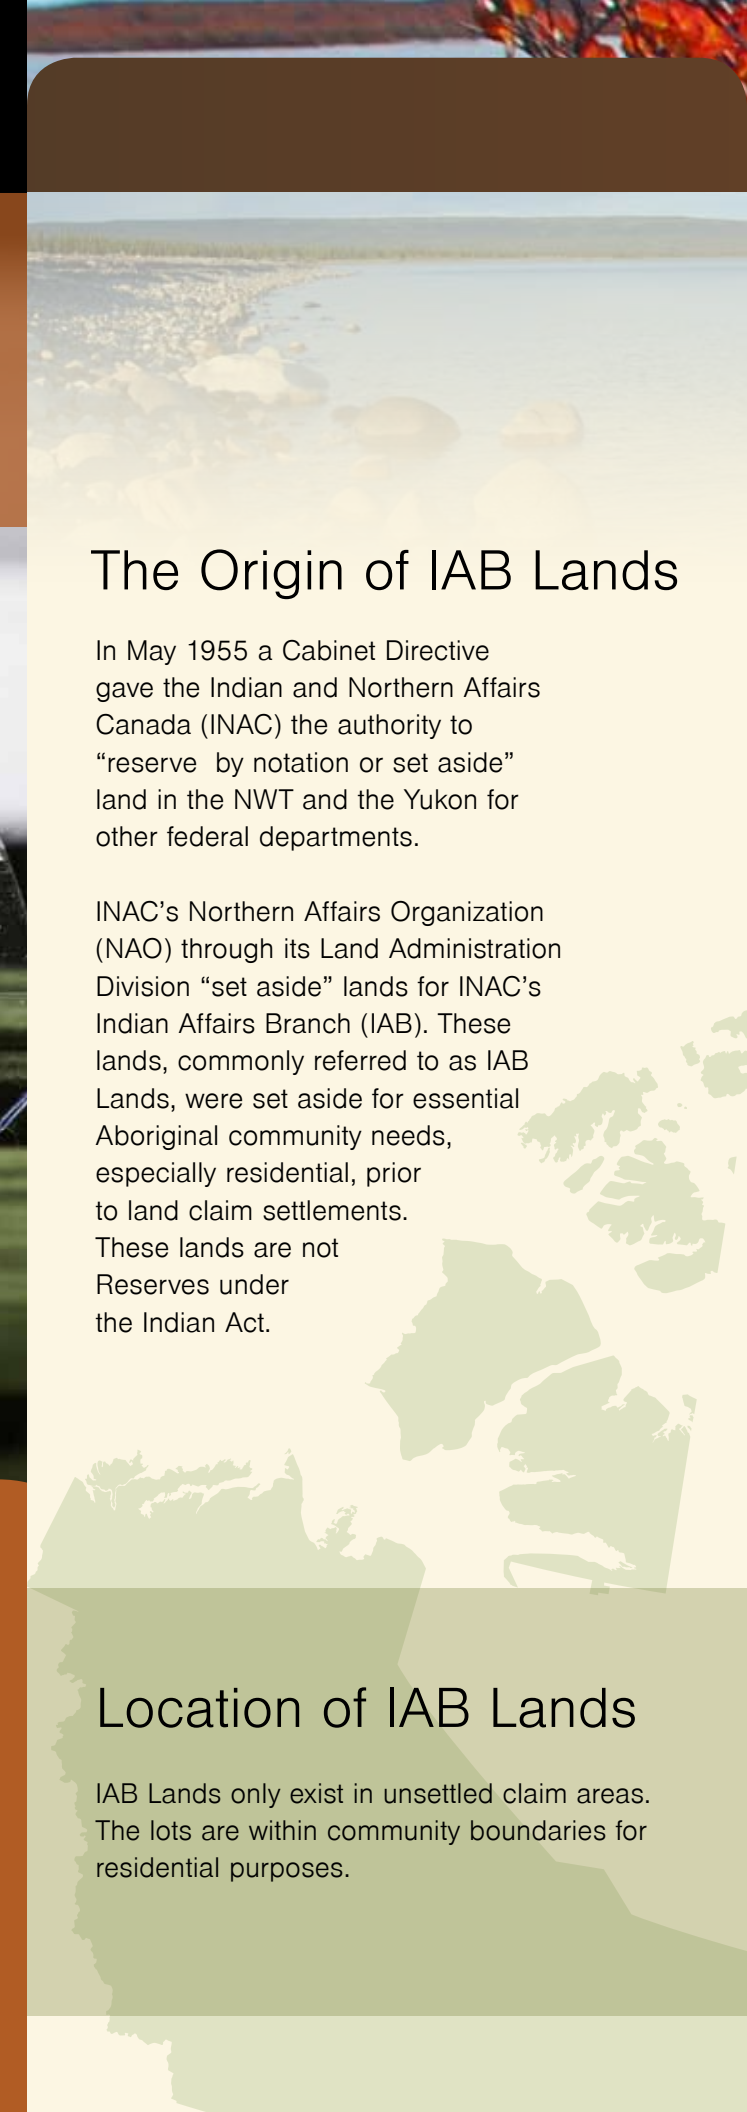 The Origin of IAB Lands
In May 1955 a Cabinet Directive
gave the Indian and Northern Affairs
Canada (INAC) the authority to
“reserve  by notation or set aside”
land in the NWT and the Yukon for
other federal departments.
INAC’s Northern Affairs Organization
(NAO) through its Land Administration
Division “set aside” lands for INAC’s
Indian Affairs Branch (IAB). These
lands, commonly referred to as IAB
Lands, were set aside for essential
Aboriginal community needs,
especially residential, prior
to land claim settlements.
These lands are not
Reserves under
the Indian Act.
Location of IAB Lands
IAB Lands only exist in unsettled claim areas.
The lots are within community boundaries for
residential purposes.